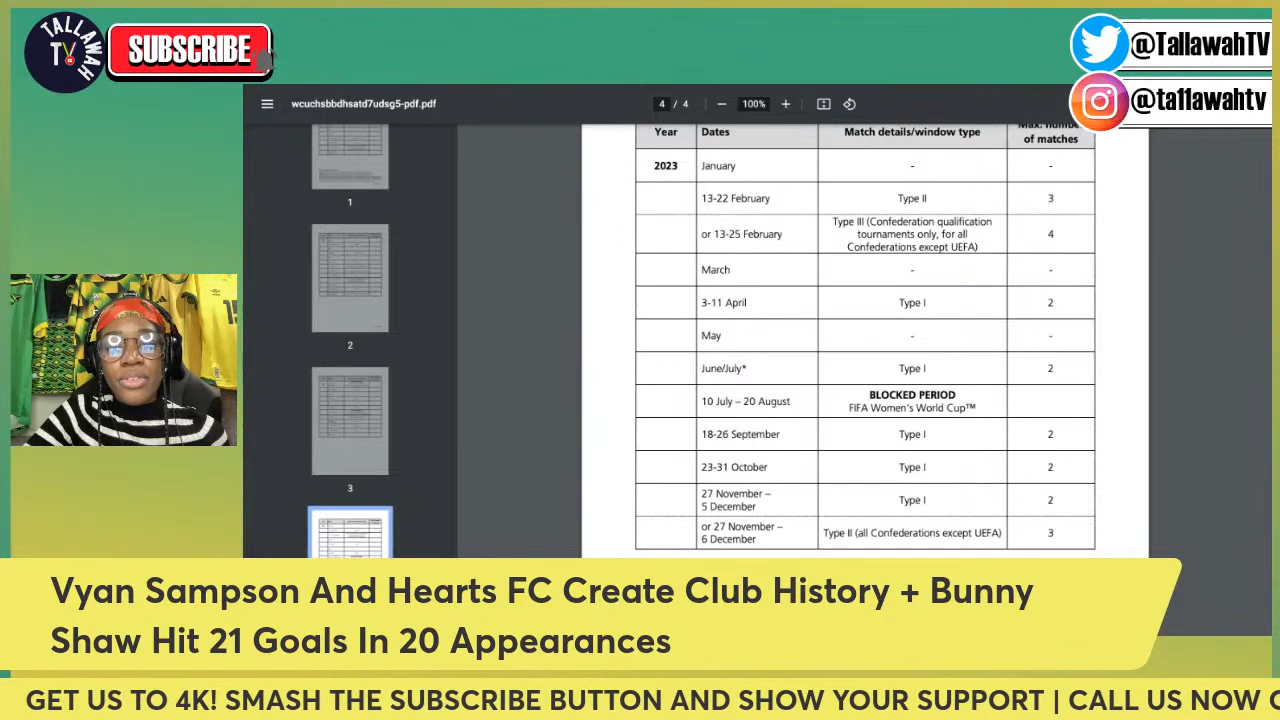 TALLAWAH
TV
SUBSCRIBE
@TallawahTV
@ta11awahtv
wcuchsbbdhsatd7udsg5-pdf.pdf
4 / 4
100%
1
2
3
Year Dates Match details/window type Max. number of matches
2023 January - -
13-22 February Type II 3
or 13-25 February Type III (Confederation qualification
tournaments only, for all
Confederations except UEFA) 4
March - -
3-11 April Type I 2
May - -
June/July* Type I 2
10 July – 20 August BLOCKED PERIOD
FIFA Women's World Cup™
18-26 September Type I 2
23-31 October Type I 2
27 November –
5 December Type I 2
or 27 November –
6 December Type II (all Confederations except UEFA) 3
15
Vyan Sampson And Hearts FC Create Club History + Bunny
Shaw Hit 21 Goals In 20 Appearances
GET US TO 4K! SMASH THE SUBSCRIBE BUTTON AND SHOW YOUR SUPPORT | CALL US NOW